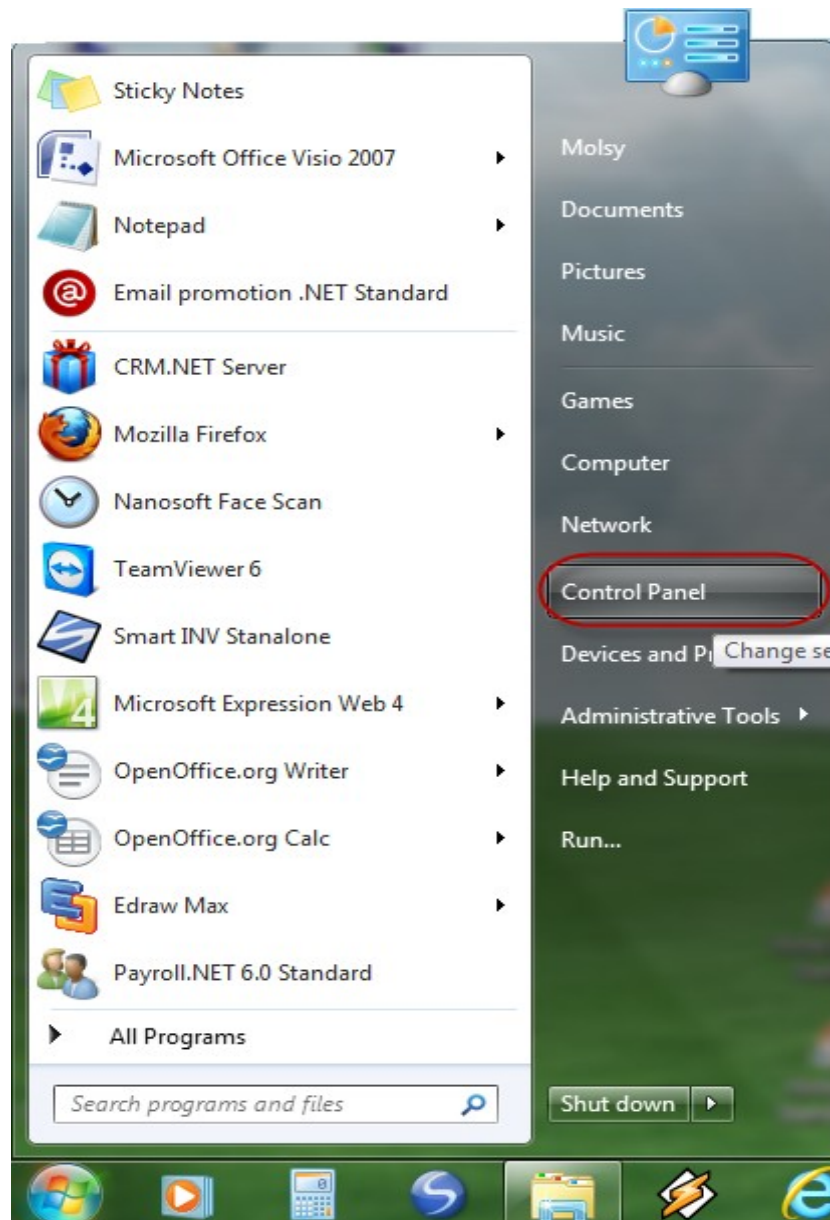 Sticky Notes
Microsoft Office Visio 2007
Notepad
Email promotion .NET Standard
CRM.NET Server
Mozilla Firefox
Nanosoft Face Scan
TeamViewer 6
Smart INV Stanalone
Microsoft Expression Web 4
OpenOffice.org Writer
OpenOffice.org Calc
Edraw Max
Payroll.NET 6.0 Standard
All Programs
Search programs and files
Molsy
Documents
Pictures
Music
Games
Computer
Network
Control Panel
Devices and
Change
Administrative Tools
Help and Support
Run...
Shut down